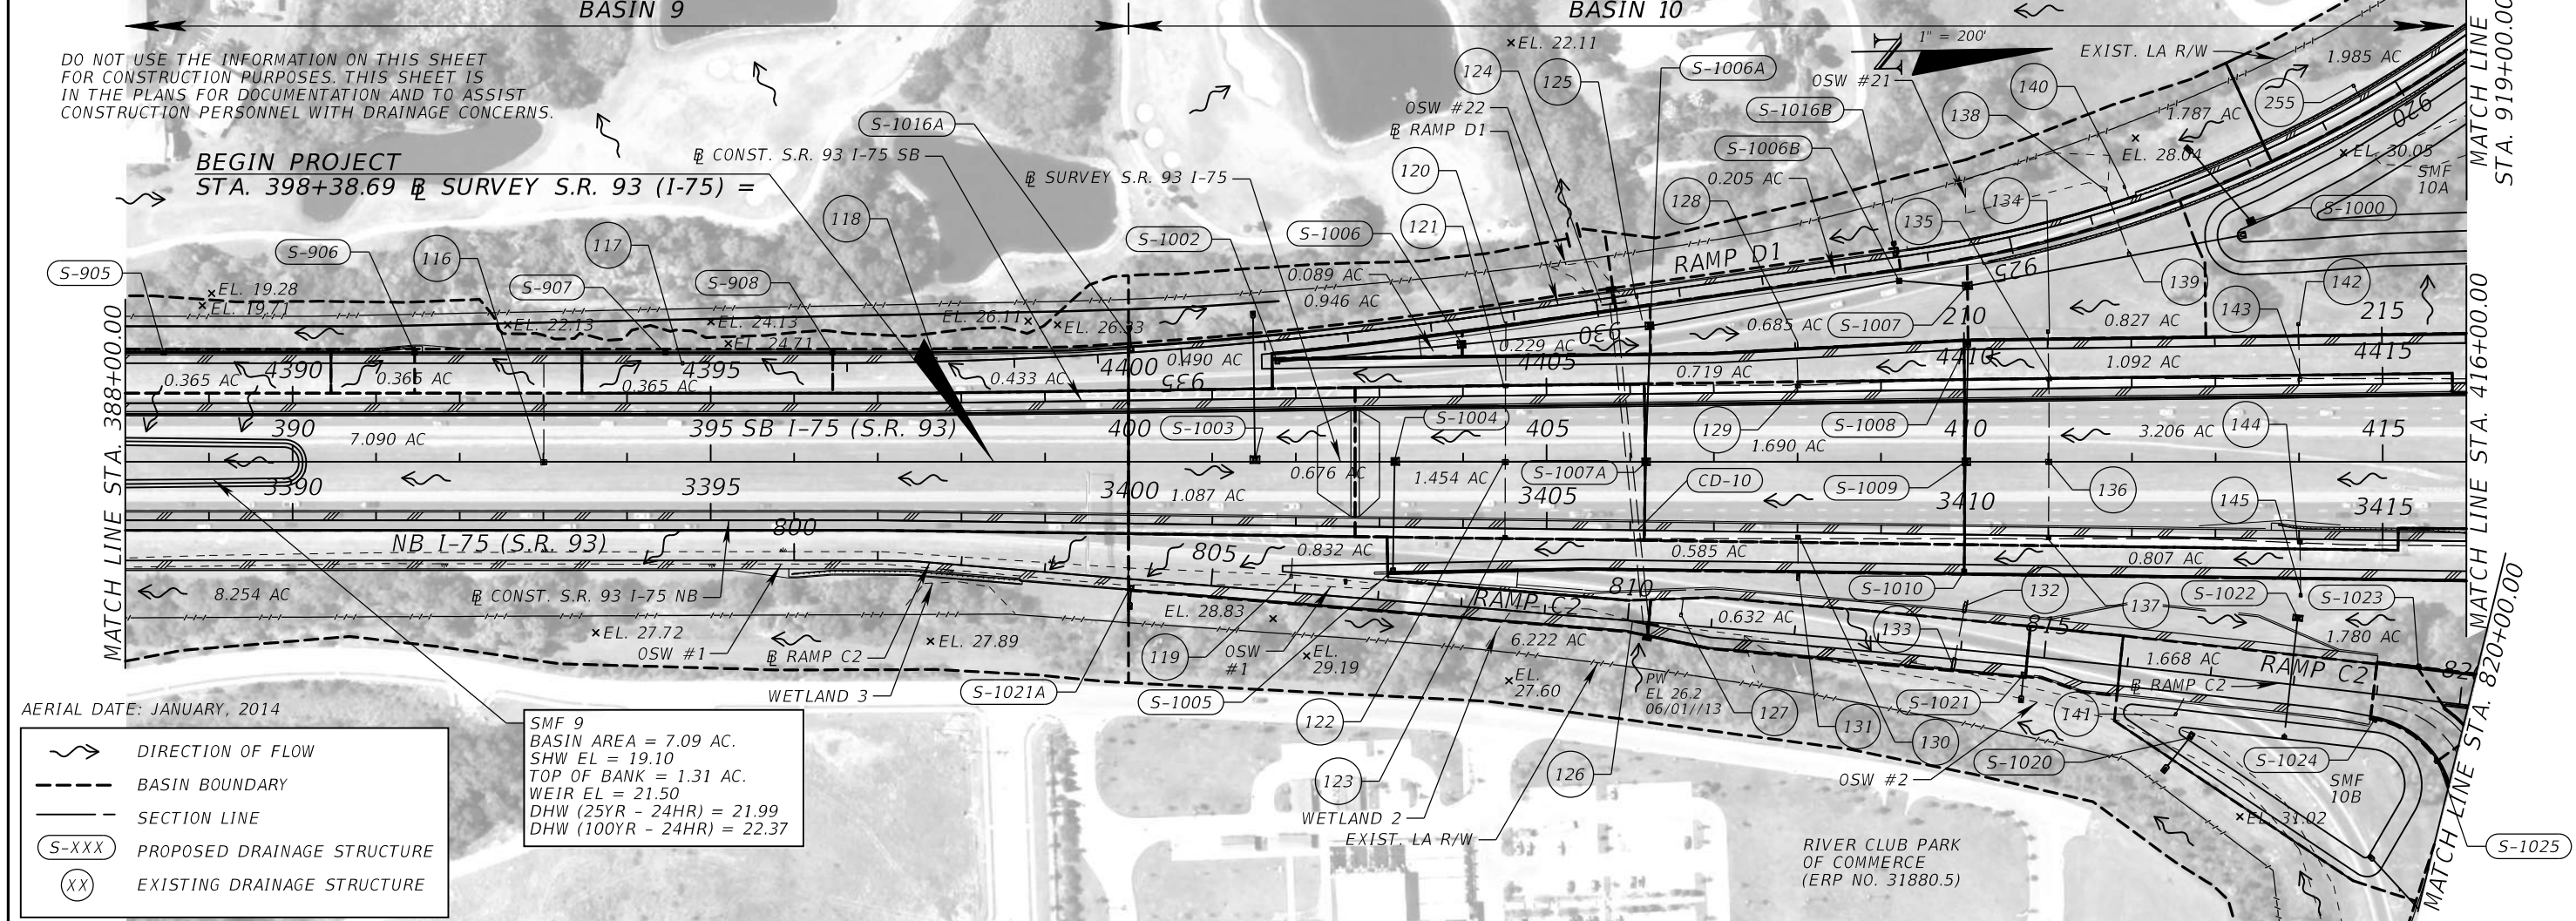 BASIN 9
BASIN 10
DO NOT USE THE INFORMATION ON THIS SHEET
FOR CONSTRUCTION PURPOSES. THIS SHEET IS
IN THE PLANS FOR DOCUMENTATION AND TO ASSIST
CONSTRUCTION PERSONNEL WITH DRAINAGE CONCERNS.
BEGIN PROJECT
STA. 398+38.69 BL SURVEY S.R. 93 (I-75) =
S-1016A
BL CONST. S.R. 93 I-75 SB
BL SURVEY S.R. 93 I-75
118
117
116
S-905
S-906
S-907
S-908
EL. 19.28
EL. 19.71
EL. 22.13
EL. 24.13
EL. 24.71
EL. 26.11
EL. 26.33
EL. 22.11
124
125
OSW #22
BL RAMP D1
120
121
S-1002
S-1006
S-1006A
1" = 200'
N
OSW #21
S-1016B
S-1006B
0.205 AC
128
135
134
138
140
EXIST. LA R/W
1.985 AC
255
1.787 AC
EL. 28.04
EL. 30.05
SMF
10A
S-1000
920
MATCH LINE
STA. 919+00.00
139
143
142
215
0.089 AC
0.946 AC
RAMP D1
925
930
935
0.685 AC
S-1007
210
0.827 AC
MATCH LINE STA. 388+00.00
0.365 AC
4390
0.365 AC
0.365 AC
4395
0.433 AC
4400
0.490 AC
0.229 AC
4405
0.719 AC
4410
1.092 AC
4415
390
7.090 AC
395 SB I-75 (S.R. 93)
400
S-1003
S-1004
405
129
1.690 AC
S-1008
410
3.206 AC
144
415
0.676 AC
1.454 AC
S-1007A
CD-10
S-1009
136
145
3390
3395
3400
1.087 AC
3405
3410
3415
MATCH LINE STA. 416+00.00
NB I-75 (S.R. 93)
800
805
0.832 AC
0.585 AC
0.807 AC
8.254 AC
BL CONST. S.R. 93 I-75 NB
EL. 28.83
RAMP C2
810
S-1010
132
137
S-1022
S-1023
EL. 27.72
OSW #1
BL RAMP C2
EL. 27.89
WETLAND 3
S-1021A
119
OSW
#1
EL.
29.19
6.222 AC
0.632 AC
133
815
1.780 AC
1.668 AC
RAMP C2
82
BL RAMP C2
S-1005
122
123
EL.
27.60
PW
EL 26.2
06/01//13
127
131
130
S-1021
141
126
WETLAND 2
EXIST. LA R/W
OSW #2
S-1020
S-1024
SMF
10B
EL. 31.02
MATCH LINE STA. 820+00.00
S-1025
RIVER CLUB PARK
OF COMMERCE
(ERP NO. 31880.5)
AERIAL DATE: JANUARY, 2014
DIRECTION OF FLOW
BASIN BOUNDARY
SECTION LINE
S-XXX PROPOSED DRAINAGE STRUCTURE
XX EXISTING DRAINAGE STRUCTURE
SMF 9
BASIN AREA = 7.09 AC.
SHW EL = 19.10
TOP OF BANK = 1.31 AC.
WEIR EL = 21.50
DHW (25YR - 24HR) = 21.99
DHW (100YR - 24HR) = 22.37